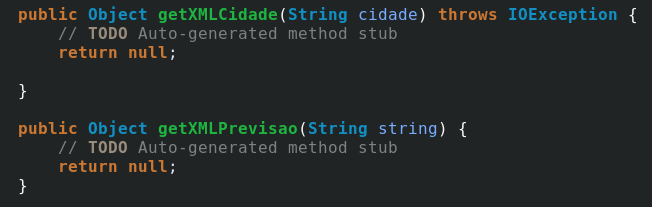 public Object getXMLCidade(String cidade) throws IOException {
// TODO Auto-generated method stub
return null;
}
public Object getXMLPrevisao(String string) {
// TODO Auto-generated method stub
return null;
}